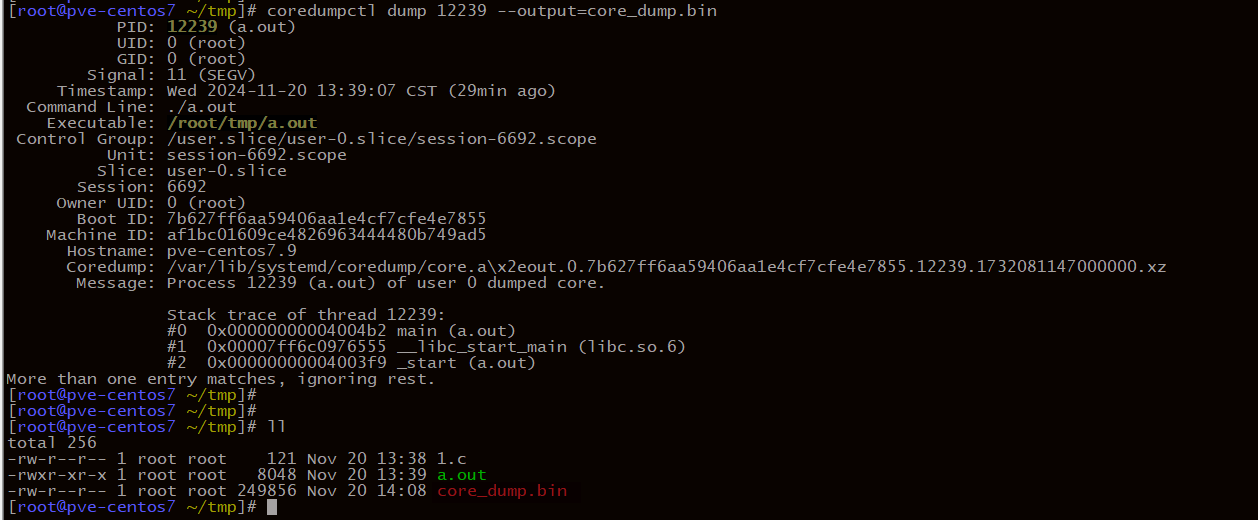 [root@pve-centos7 ~/tmp]# coredumpctl dump 12239 --output=core_dump.bin
           PID: 12239 (a.out)
           UID: 0 (root)
           GID: 0 (root)
        Signal: 11 (SEGV)
     Timestamp: Wed 2024-11-20 13:39:07 CST (29min ago)
  Command Line: ./a.out
    Executable: /root/tmp/a.out
 Control Group: /user.slice/user-0.slice/session-6692.scope
          Unit: session-6692.scope
         Slice: user-0.slice
       Session: 6692
     Owner UID: 0 (root)
       Boot ID: 7b627ff6aa59406aa1e4cf7cfe4e7855
    Machine ID: af1bc01609ce4826963444480b749ad5
      Hostname: pve-centos7.9
      Coredump: /var/lib/systemd/coredump/core.a\x2eout.0.7b627ff6aa59406aa1e4cf7cfe4e7855.12239.1732081147000000.xz
       Message: Process 12239 (a.out) of user 0 dumped core.

                Stack trace of thread 12239:
                #0  0x00000000004004b2 main (a.out)
                #1  0x00007ff6c0976555 __libc_start_main (libc.so.6)
                #2  0x00000000004003f9 _start (a.out)
More than one entry matches, ignoring rest.
[root@pve-centos7 ~/tmp]#
[root@pve-centos7 ~/tmp]#
[root@pve-centos7 ~/tmp]# ll
total 256
-rw-r--r-- 1 root root    121 Nov 20 13:38 1.c
-rwxr-xr-x 1 root root   8048 Nov 20 13:39 a.out
-rw-r--r-- 1 root root 249856 Nov 20 14:08 core_dump.bin
[root@pve-centos7 ~/tmp]#